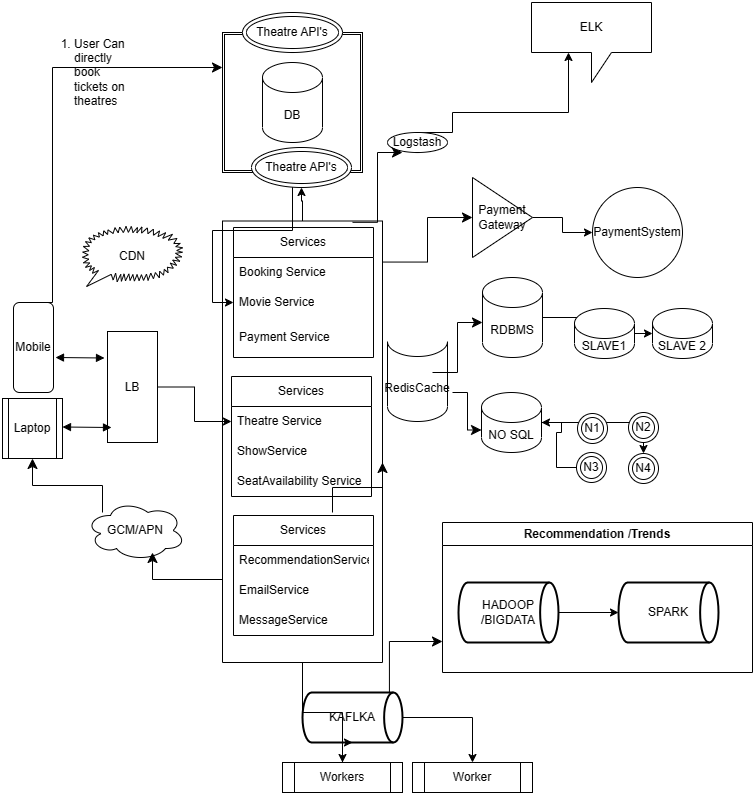 Theatre API's
ELK
1. User Can
directly
book
tickets on
theatres
DB
Logstash
Theatre API's
Payment
Gateway
PaymentSystem
CDN
Services
Booking Service
Movie Service
Payment Service
Mobile
LB
RDBMS
SLAVE1
SLAVE 2
RedisCache
Services
Theatre Service
ShowService
SeatAvailability Service
Laptop
NO SQL
N1
N2
N3
N4
GCM/APN
Services
RecommendationService
EmailService
MessageService
Recommendation /Trends
HADOOP
/BIGDATA
SPARK
KAFLKA
Workers
Worker